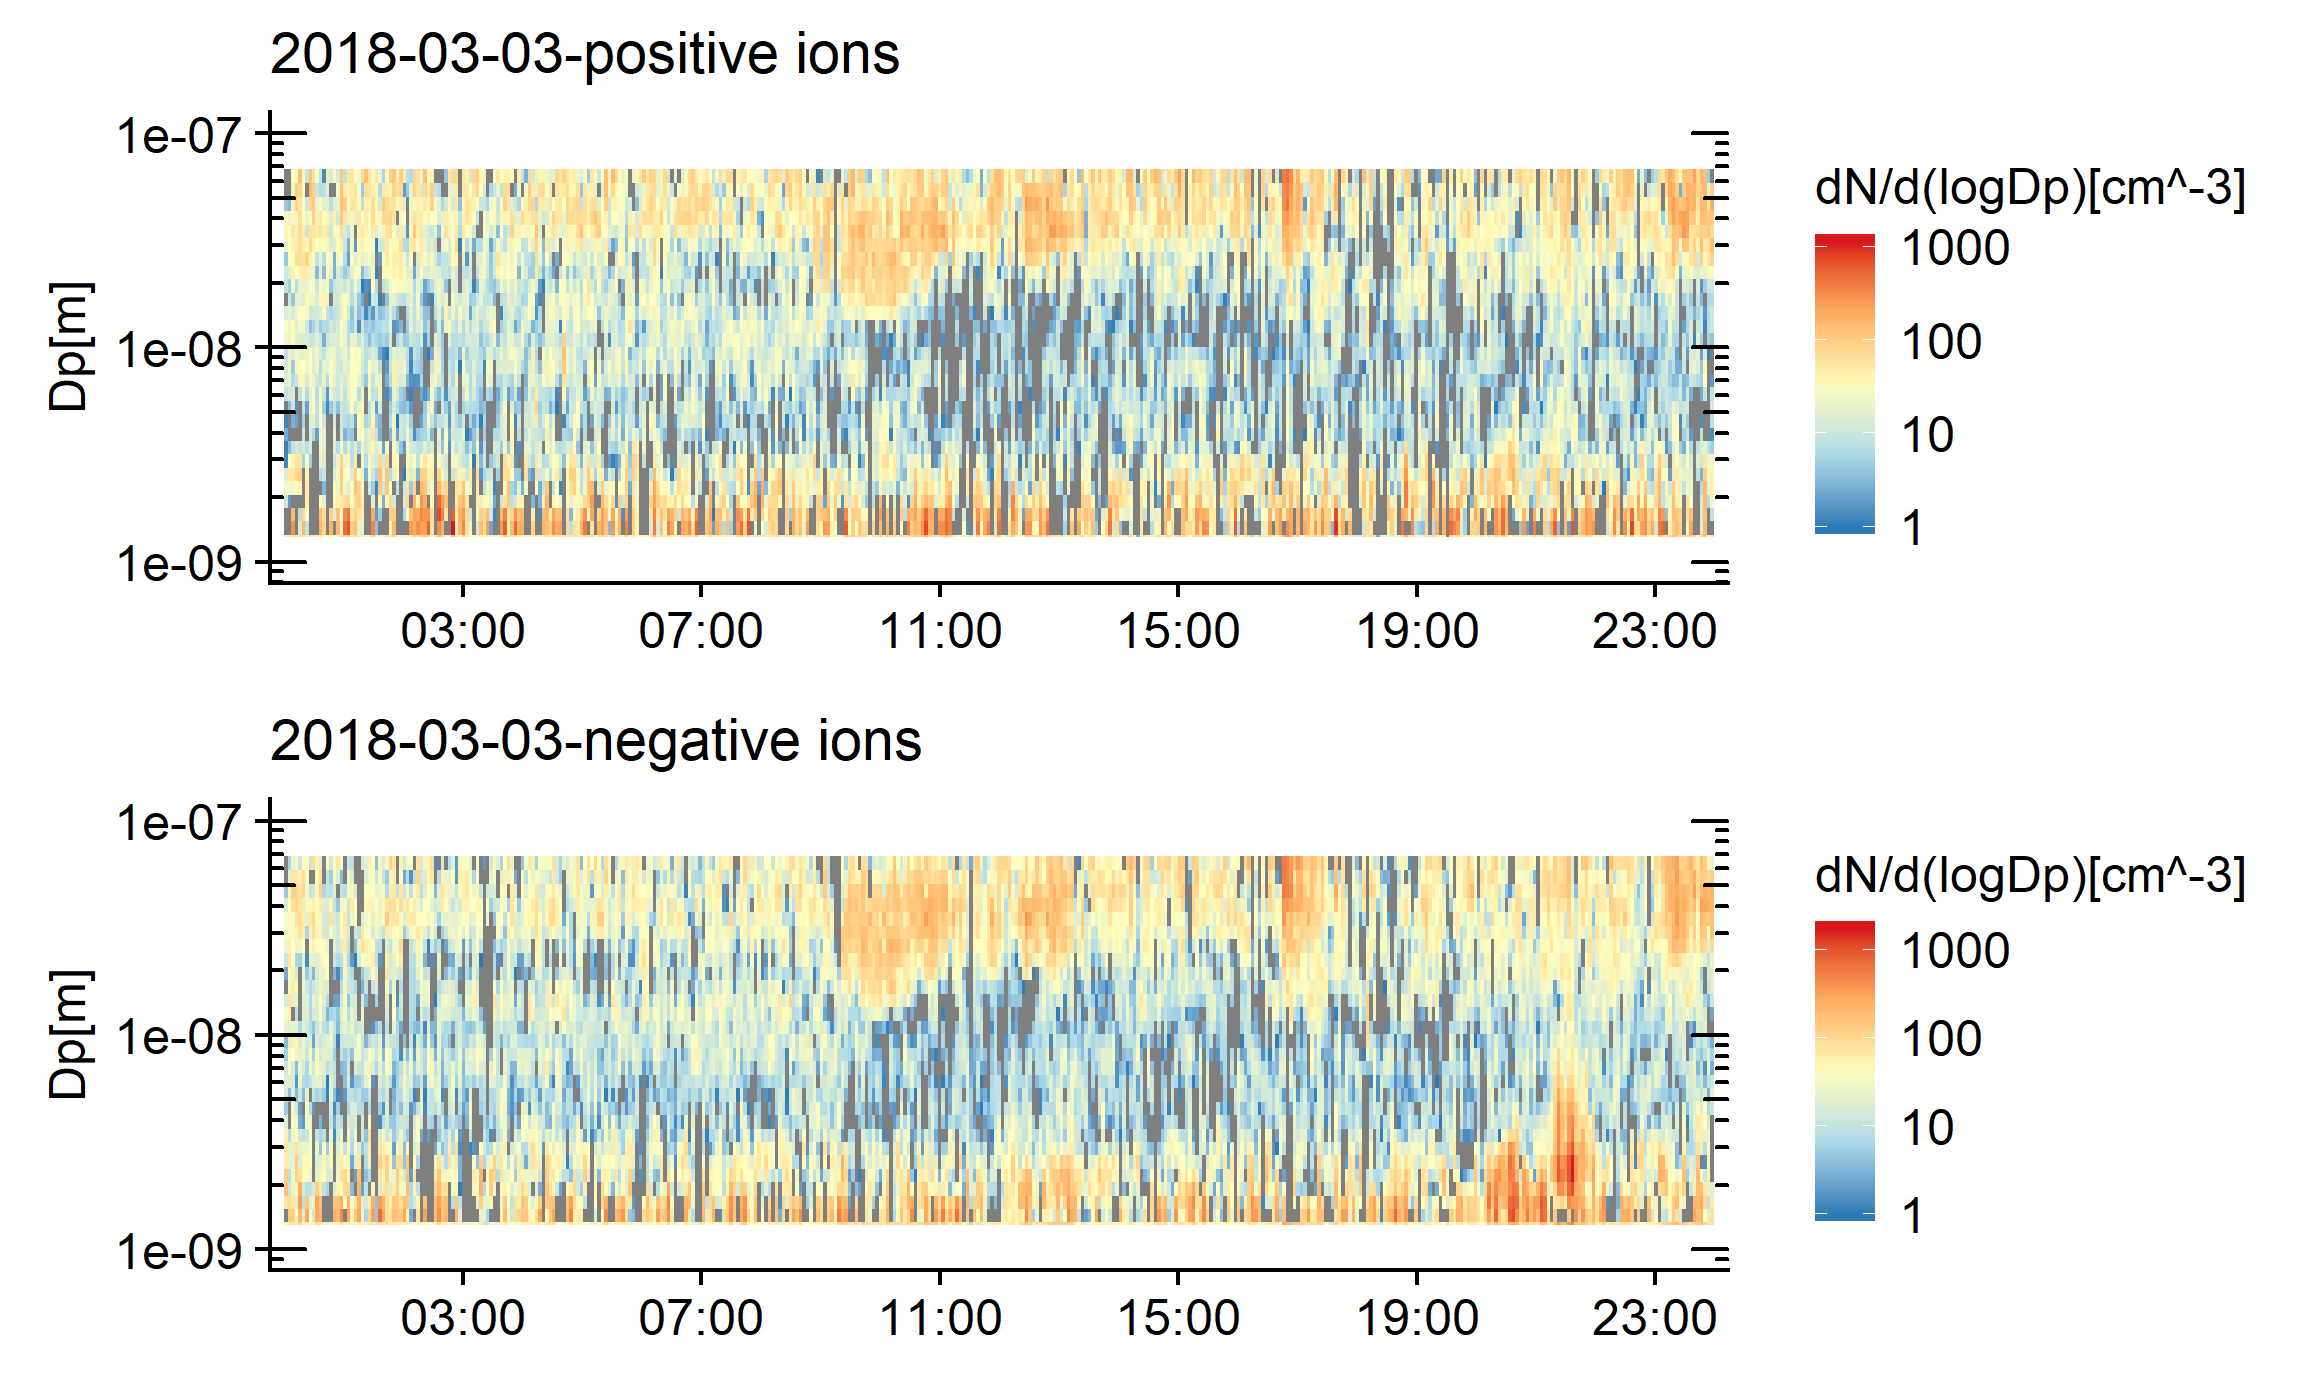 2018-03-03-positive ions
1e-07
1e-08
1e-09
Dp[m]
03:00 07:00 11:00 15:00 19:00 23:00
dN/d(logDp)[cm^-3]
1000
100
10
1
2018-03-03-negative ions
1e-07
1e-08
1e-09
Dp[m]
03:00 07:00 11:00 15:00 19:00 23:00
dN/d(logDp)[cm^-3]
1000
100
10
1